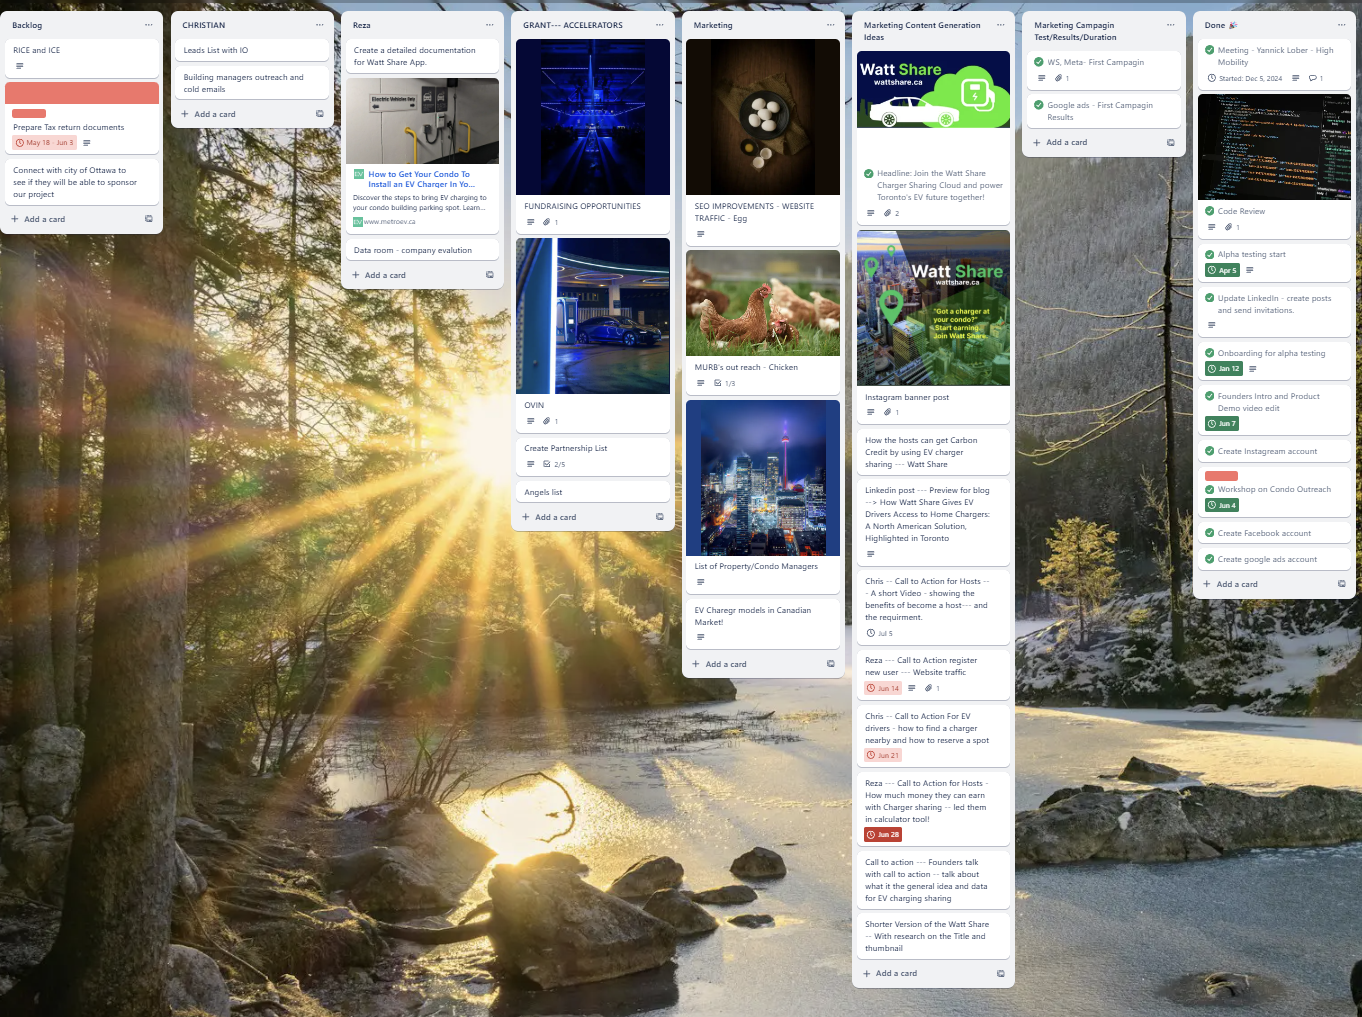 Backlog
RICE and ICE
Prepare Tax return documents
May 18 - Jun 3
Connect with city of Ottawa to
see if they will be able to sponsor
our project
Add a card
CHRISTIAN
Leads List with IO
Building managers outreach and
cold emails
Add a card
Reza
Create a detailed documentation
for Watt Share App.
Electric Vehicles Only
EV
How to Get Your Condo To
Install an EV Charger In Yo...
Discover the steps to bring EV charging to
your condo building parking spot. Learn...
EV www.metroev.ca
Data room - company evalution
Add a card
GRANT--- ACCELERATORS
FUNDRAISING OPPORTUNITIES
1
OVIN
1
Create Partnership List
2/5
Angels list
Add a card
Marketing
SEO IMPROVEMENTS - WEBSITE
TRAFFIC - Egg
MURB's out reach - Chicken
1/3
List of Property/Condo Managers
EV Charegr models in Canadian
Market!
Add a card
Marketing Content Generation
Ideas
Watt Share
wattshare.ca
Headline: Join the Watt Share
Charger Sharing Cloud and power
Toronto's EV future together!
2
Watt Share
wattshare.ca
"Got a charger at
your condo?"
Start earning.
Join Watt Share.
Instagram banner post
1
How the hosts can get Carbon
Credit by using EV charger
sharing --- Watt Share
Linkedin post --- Preview for blog
--> How Watt Share Gives EV
Drivers Access to Home Chargers:
A North American Solution,
Highlighted in Toronto
Chris -- Call to Action for Hosts --
- A short Video - showing the
benefits of become a host--- and
the requirment.
Jul 5
Reza --- Call to Action register
new user --- Website traffic
Jun 14
1
Chris -- Call to Action For EV
drivers - how to find a charger
nearby and how to reserve a spot
Jun 21
Reza --- Call to Action for Hosts -
How much money they can earn
with Charger sharing -- led them
in calculator tool!
Jun 28
Call to action --- Founders talk
with call to action -- talk about
what it the general idea and data
for EV charging sharing
Shorter Version of the Watt Share
-- With research on the Title and
thumbnail
Add a card
Marketing Campagin
Test/Results/Duration
WS, Meta- First Campagin
1
Google ads - First Campagin
Results
Add a card
Done 🎉
Meeting - Yannick Lober - High
Mobility
Started: Dec 5, 2024
1
Code Review
1
Alpha testing start
Apr 5
Update LinkedIn - create posts
and send invitations.
Onboarding for alpha testing
Jan 12
Founders Intro and Product
Demo video edit
Jun 7
Create Instagream account
Workshop on Condo Outreach
Jun 4
Create Facebook account
Create google ads account
Add a card